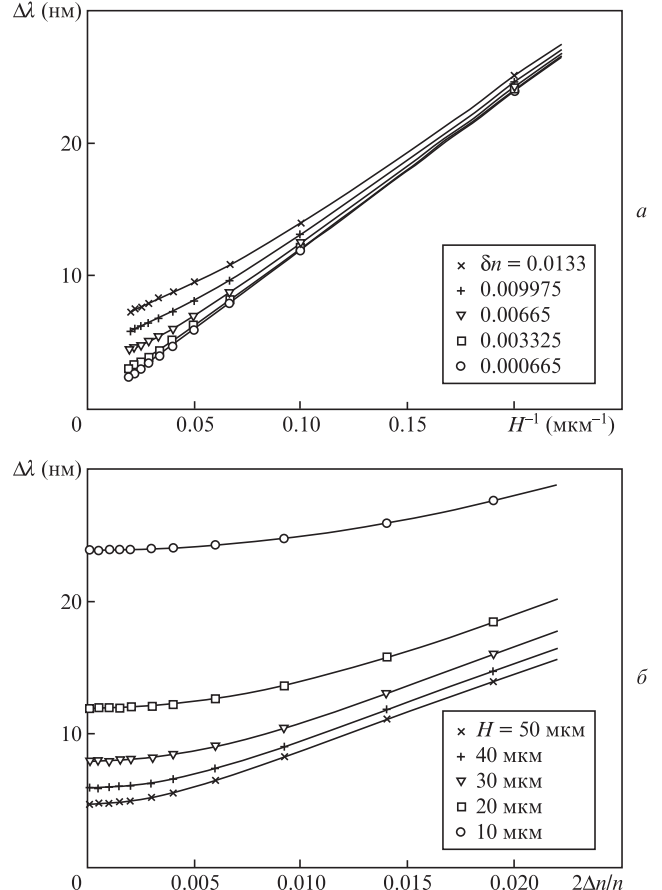 Δλ (нм)
20
10
0
0.05
0.10
0.15
H⁻¹ (мкм⁻¹)
δn = 0.0133
0.009975
0.00665
0.003325
0.000665
а
Δλ (нм)
20
10
0
0.005
0.010
0.015
0.020
2Δn/n
H = 50 мкм
40 мкм
30 мкм
20 мкм
10 мкм
б